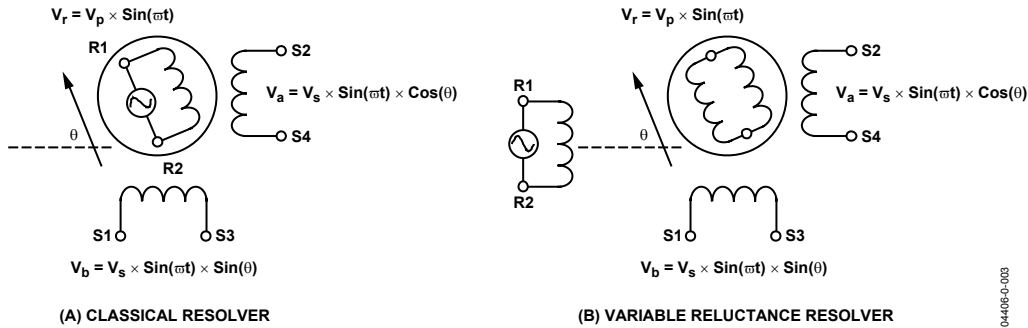 Vr = Vp × Sin(ϖt)
R1
S2
Va = Vs × Sin(ϖt) × Cos(θ)
θ
S4
R2
S1
S3
Vb = Vs × Sin(ϖt) × Sin(θ)
(A) CLASSICAL RESOLVER
Vr = Vp × Sin(ϖt)
R1
S2
Va = Vs × Sin(ϖt) × Cos(θ)
θ
S4
R2
S1
S3
Vb = Vs × Sin(ϖt) × Sin(θ)
(B) VARIABLE RELUCTANCE RESOLVER
04406-0-003